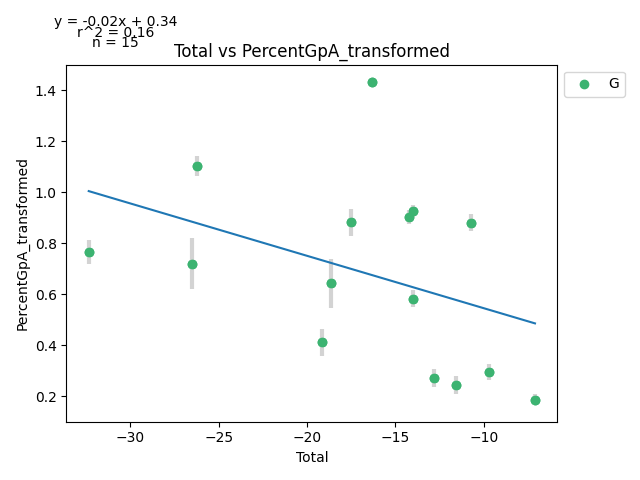 y = -0.02x + 0.34
r^2 = 0.16
n = 15
Total vs PercentGpA_transformed
G
PercentGpA_transformed
1.4
1.2
1.0
0.8
0.6
0.4
0.2
−30 −25 −20 −15 −10
Total